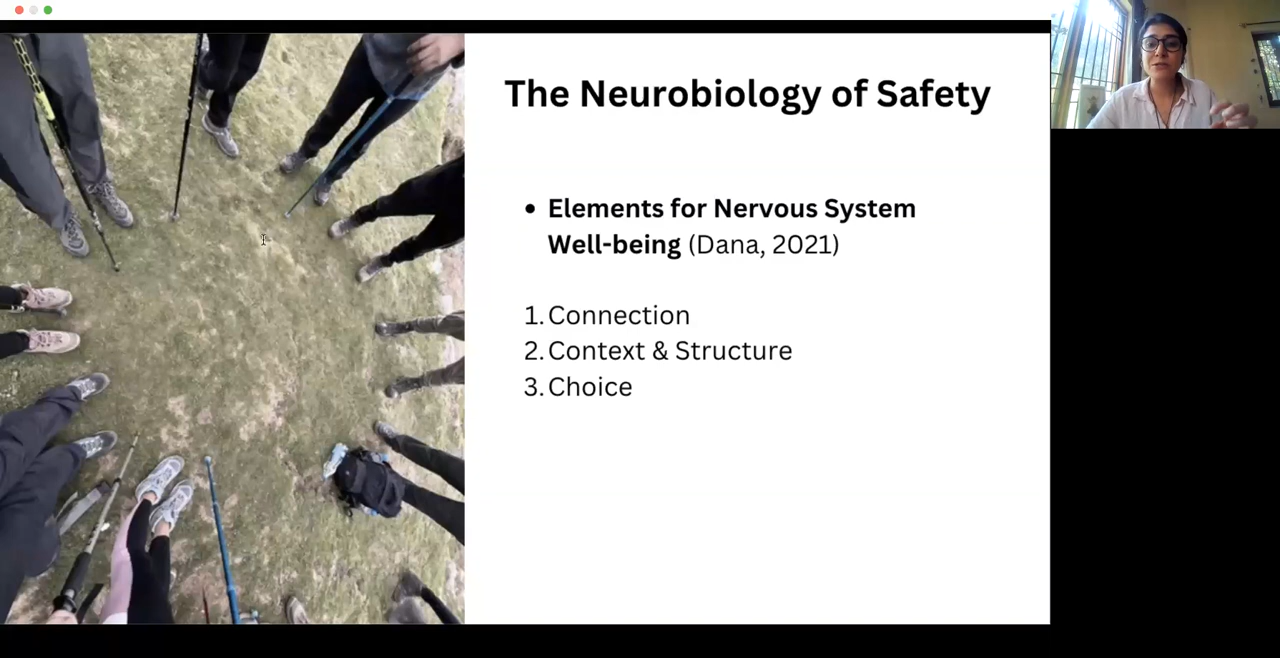 The Neurobiology of Safety
• Elements for Nervous System
Well-being (Dana, 2021)
1. Connection
2. Context & Structure
3. Choice